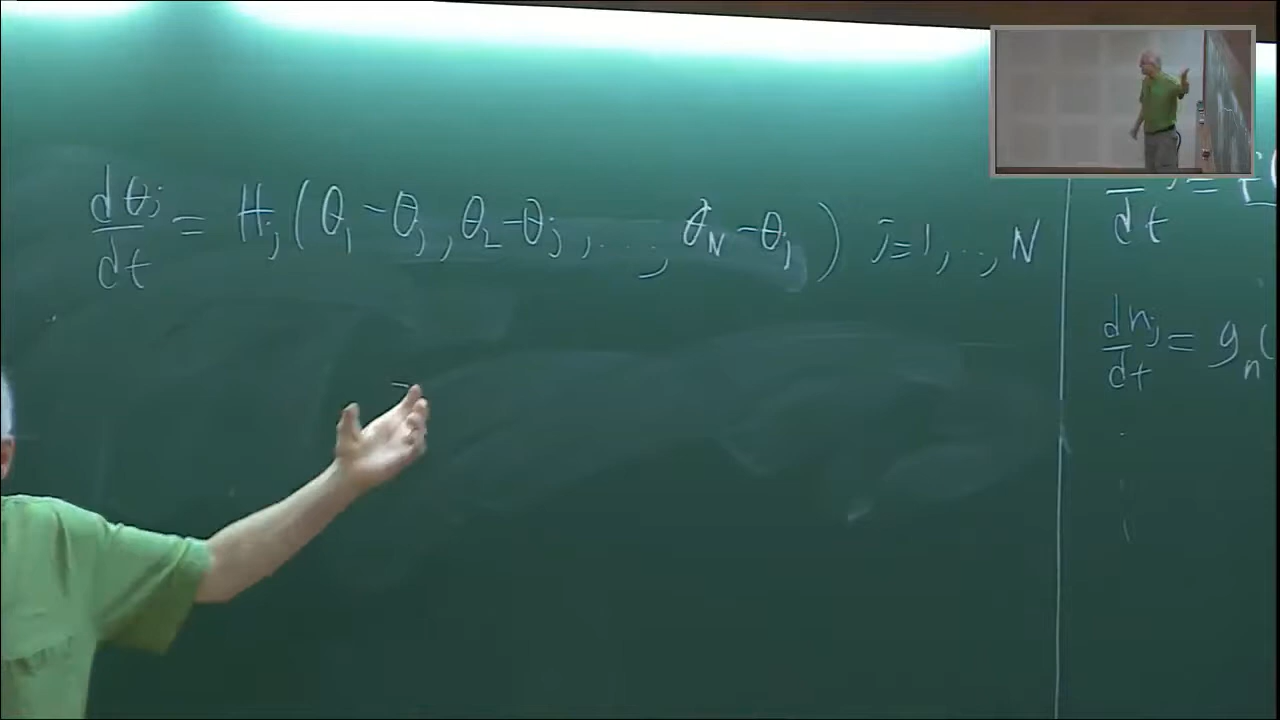 dθj/dt = Hj(θ1-θj, θ2-θj, ..., θN-θj) j=1,..,N
dt
dnj/dt = gn(